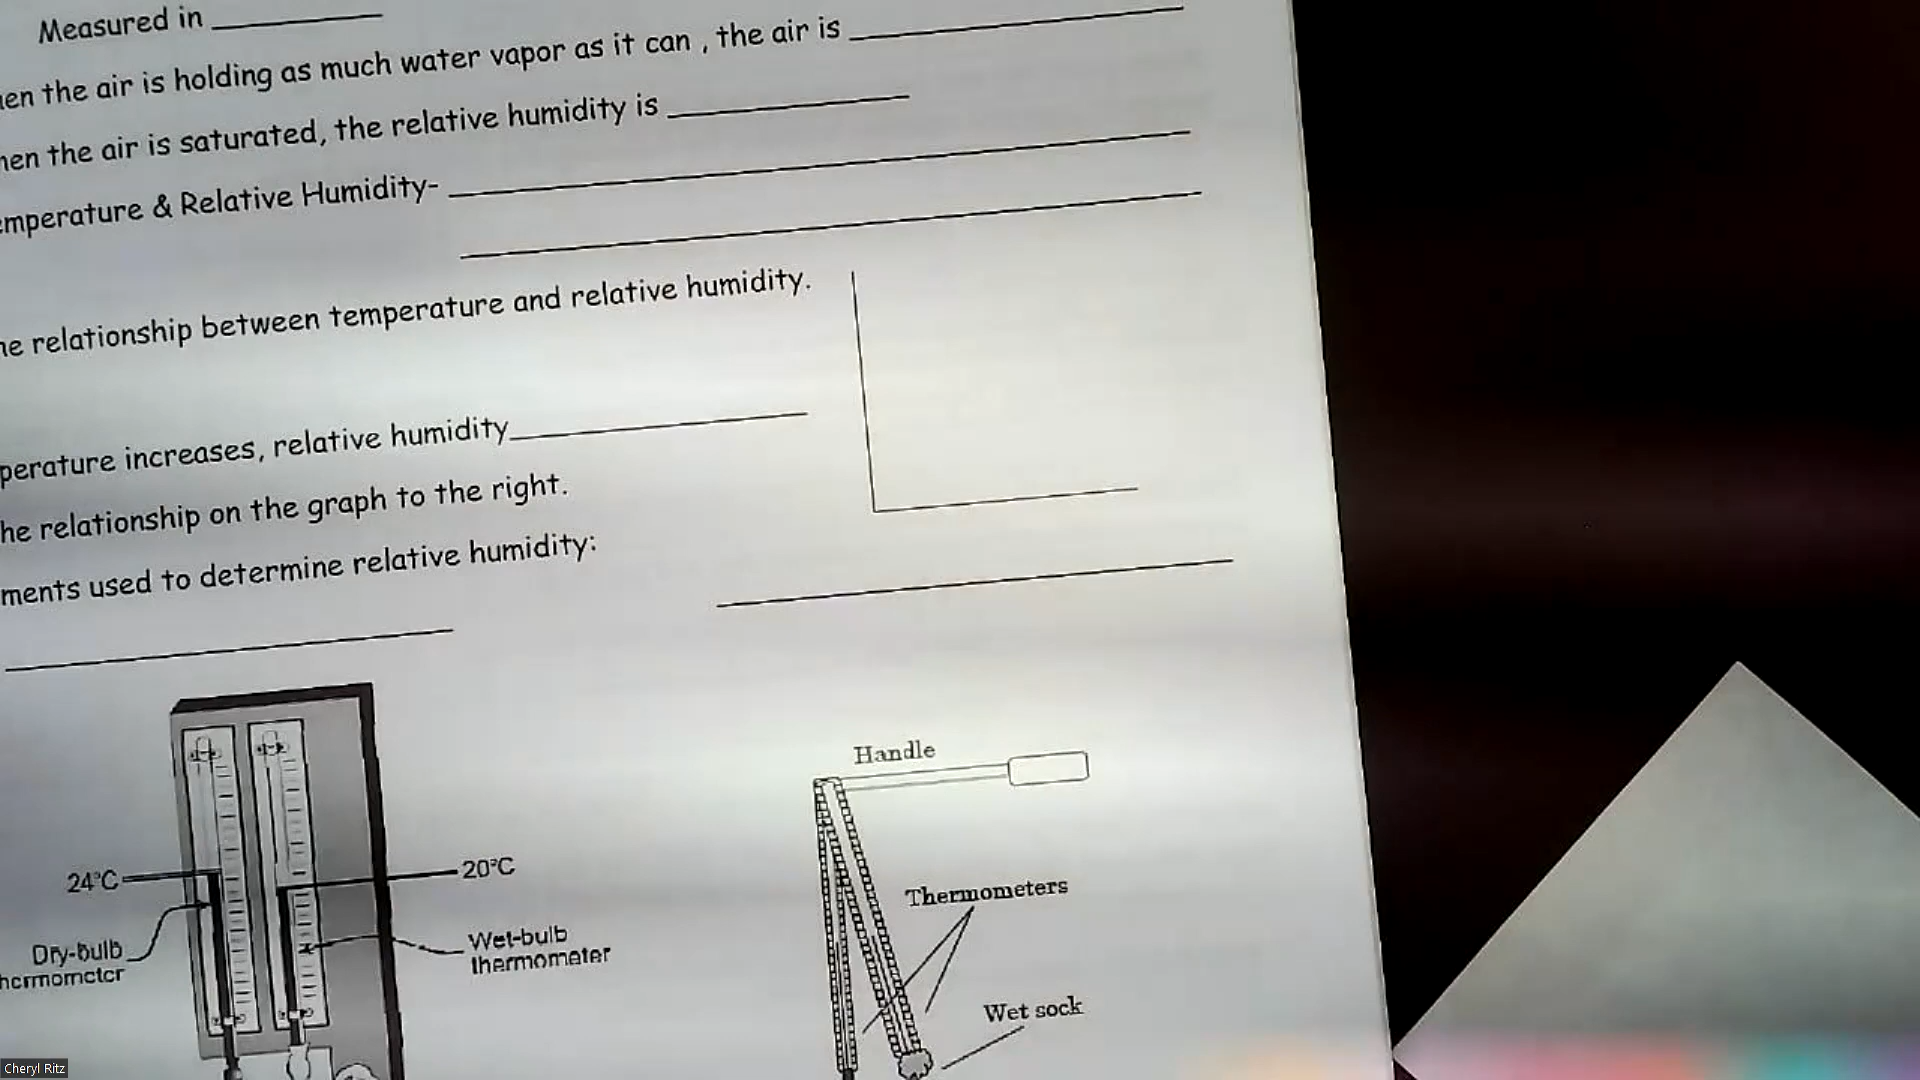 Measured in
en the air is holding as much water vapor as it can , the air is
en the air is saturated, the relative humidity is
mperature & Relative Humidity-
he relationship between temperature and relative humidity.
perature increases, relative humidity
he relationship on the graph to the right.
ments used to determine relative humidity:
Handle
24°C
20°C
Thermometers
Dry-bulb
hermometer
Wet-bulb
thermometer
Wet sock
Cheryl Ritz